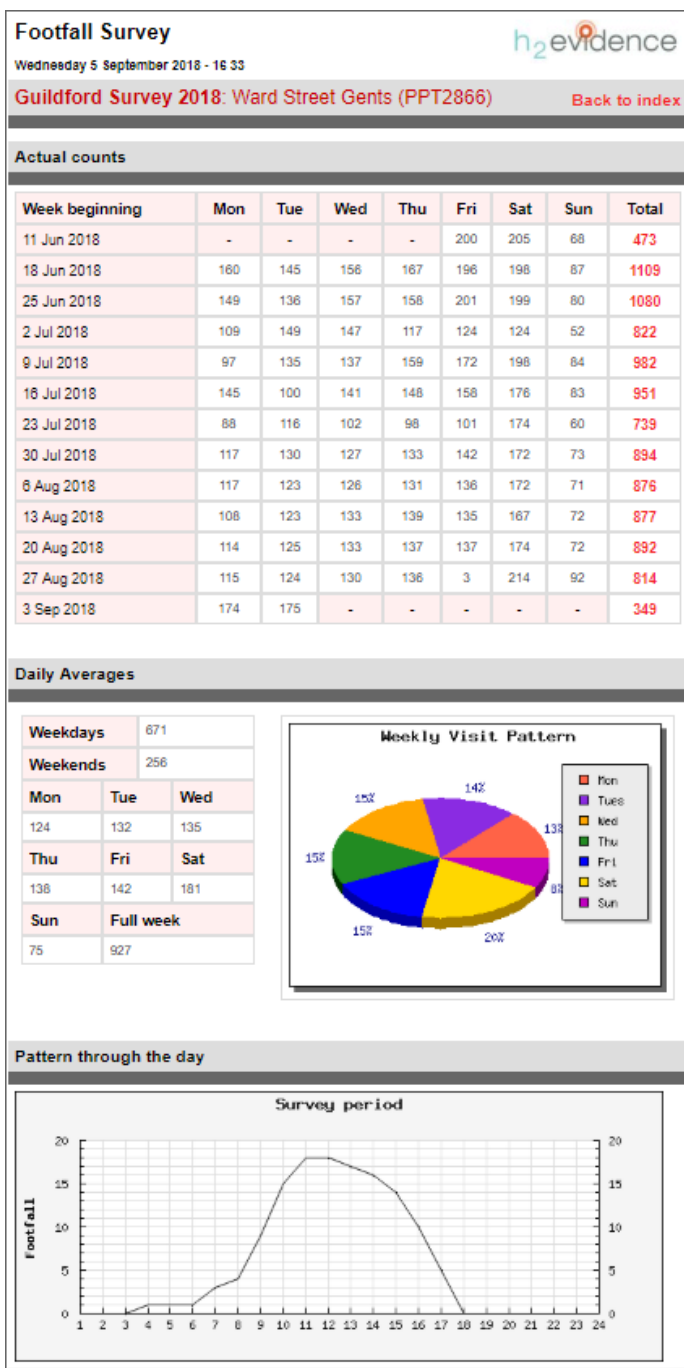 Footfall Survey
h2evidence
Wednesday 5 September 2018 - 16 33
Guildford Survey 2018: Ward Street Gents (PPT2866) Back to index
Actual counts
Week beginning Mon Tue Wed Thu Fri Sat Sun Total
11 Jun 2018 - - - - 200 205 68 473
18 Jun 2018 160 145 156 167 196 198 87 1109
25 Jun 2018 149 136 157 158 201 199 80 1080
2 Jul 2018 109 149 147 117 124 124 52 822
9 Jul 2018 97 135 137 159 172 198 84 982
16 Jul 2018 145 100 141 148 158 176 83 951
23 Jul 2018 88 116 102 98 101 174 60 739
30 Jul 2018 117 130 127 133 142 172 73 894
6 Aug 2018 117 123 126 131 136 172 71 876
13 Aug 2018 108 123 133 139 135 167 72 877
20 Aug 2018 114 125 133 137 137 174 72 892
27 Aug 2018 115 124 130 136 3 214 92 814
3 Sep 2018 174 175 - - - - - 349
Daily Averages
Weekdays 671
Weekends 256
Mon Tue Wed
124 132 135
Thu Fri Sat
138 142 181
Sun Full week
75 927
Weekly Visit Pattern
14%
15%
13%
15%
8%
15%
20%
Mon
Tues
Wed
Thu
Fri
Sat
Sun
Pattern through the day
Survey period
Footfall
20 20
15 15
10 10
5 5
0 0
1 2 3 4 5 6 7 8 9 10 11 12 13 14 15 16 17 18 19 20 21 22 23 24